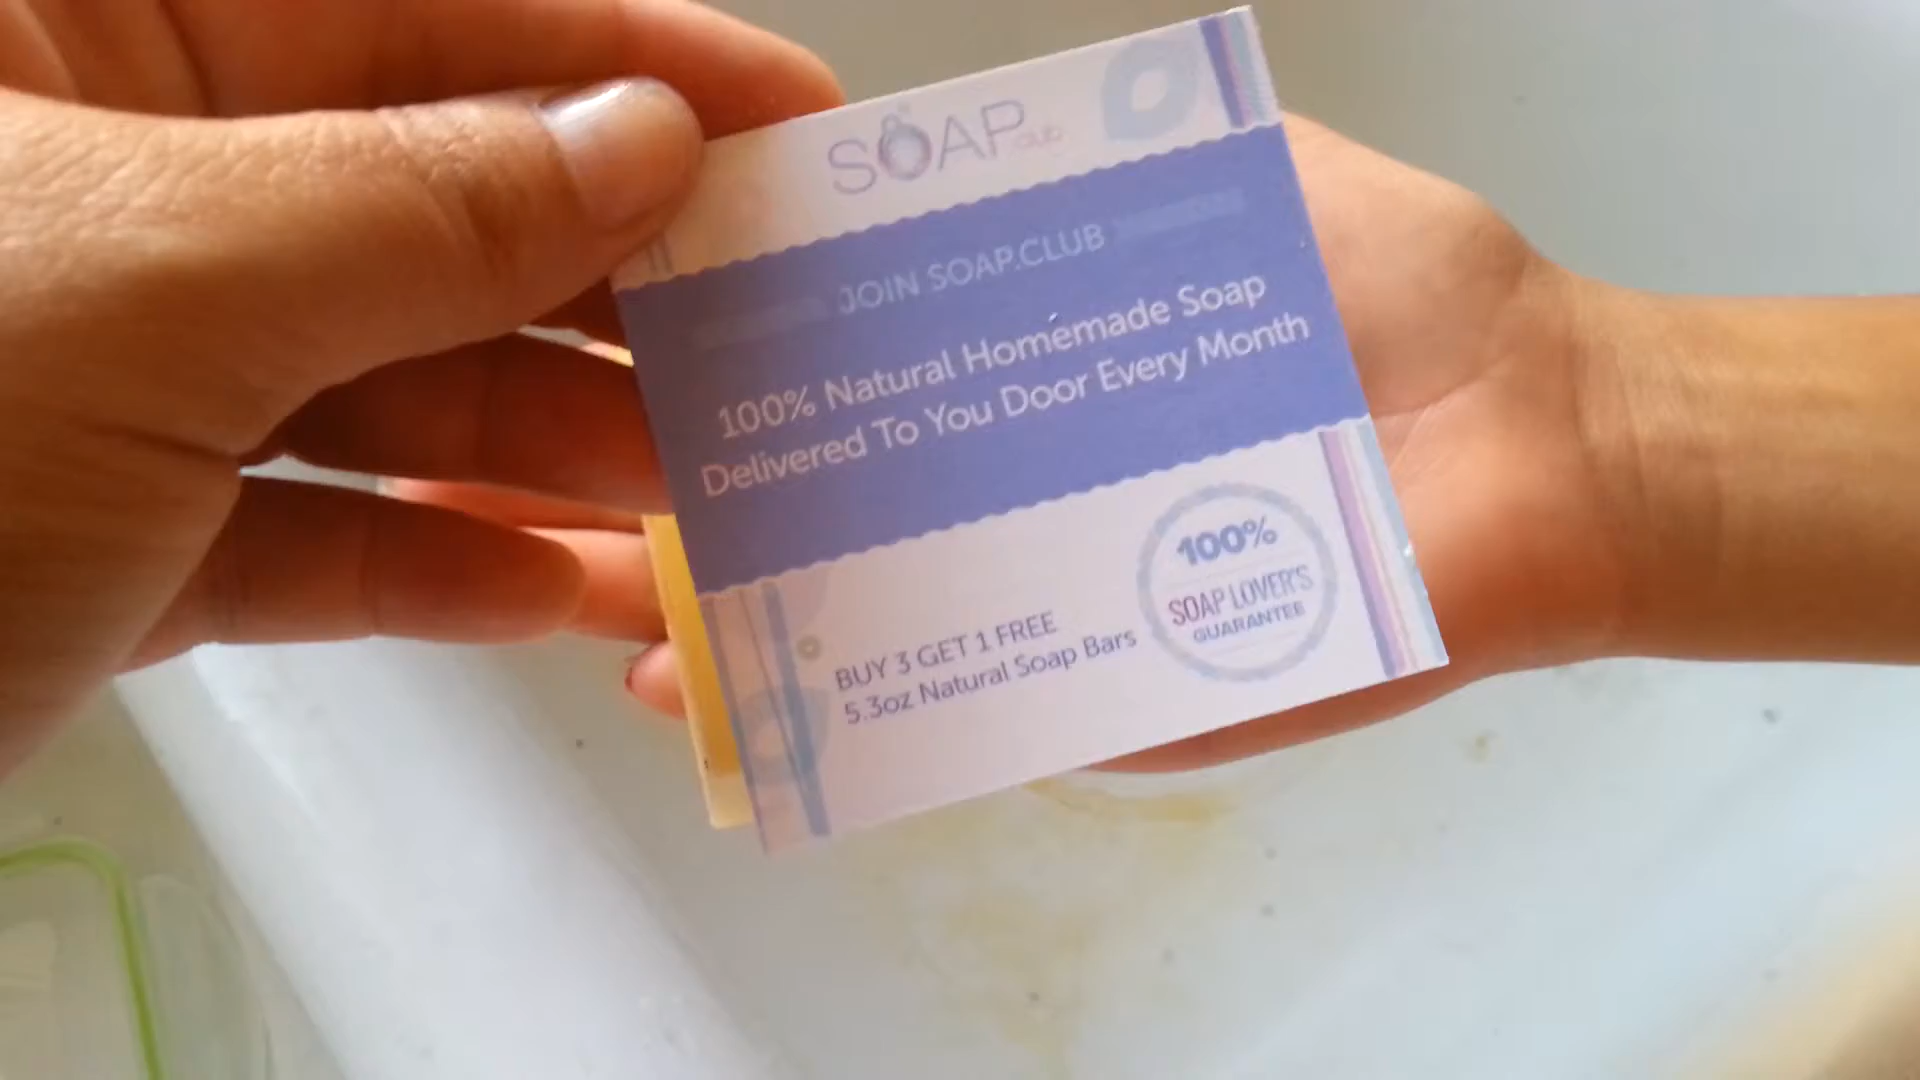 SOAP club
JOIN SOAP.CLUB
100% Natural Homemade Soap
Delivered To You Door Every Month
BUY 3 GET 1 FREE
5.3oz Natural Soap Bars
100%
SOAP LOVER'S
GUARANTEE